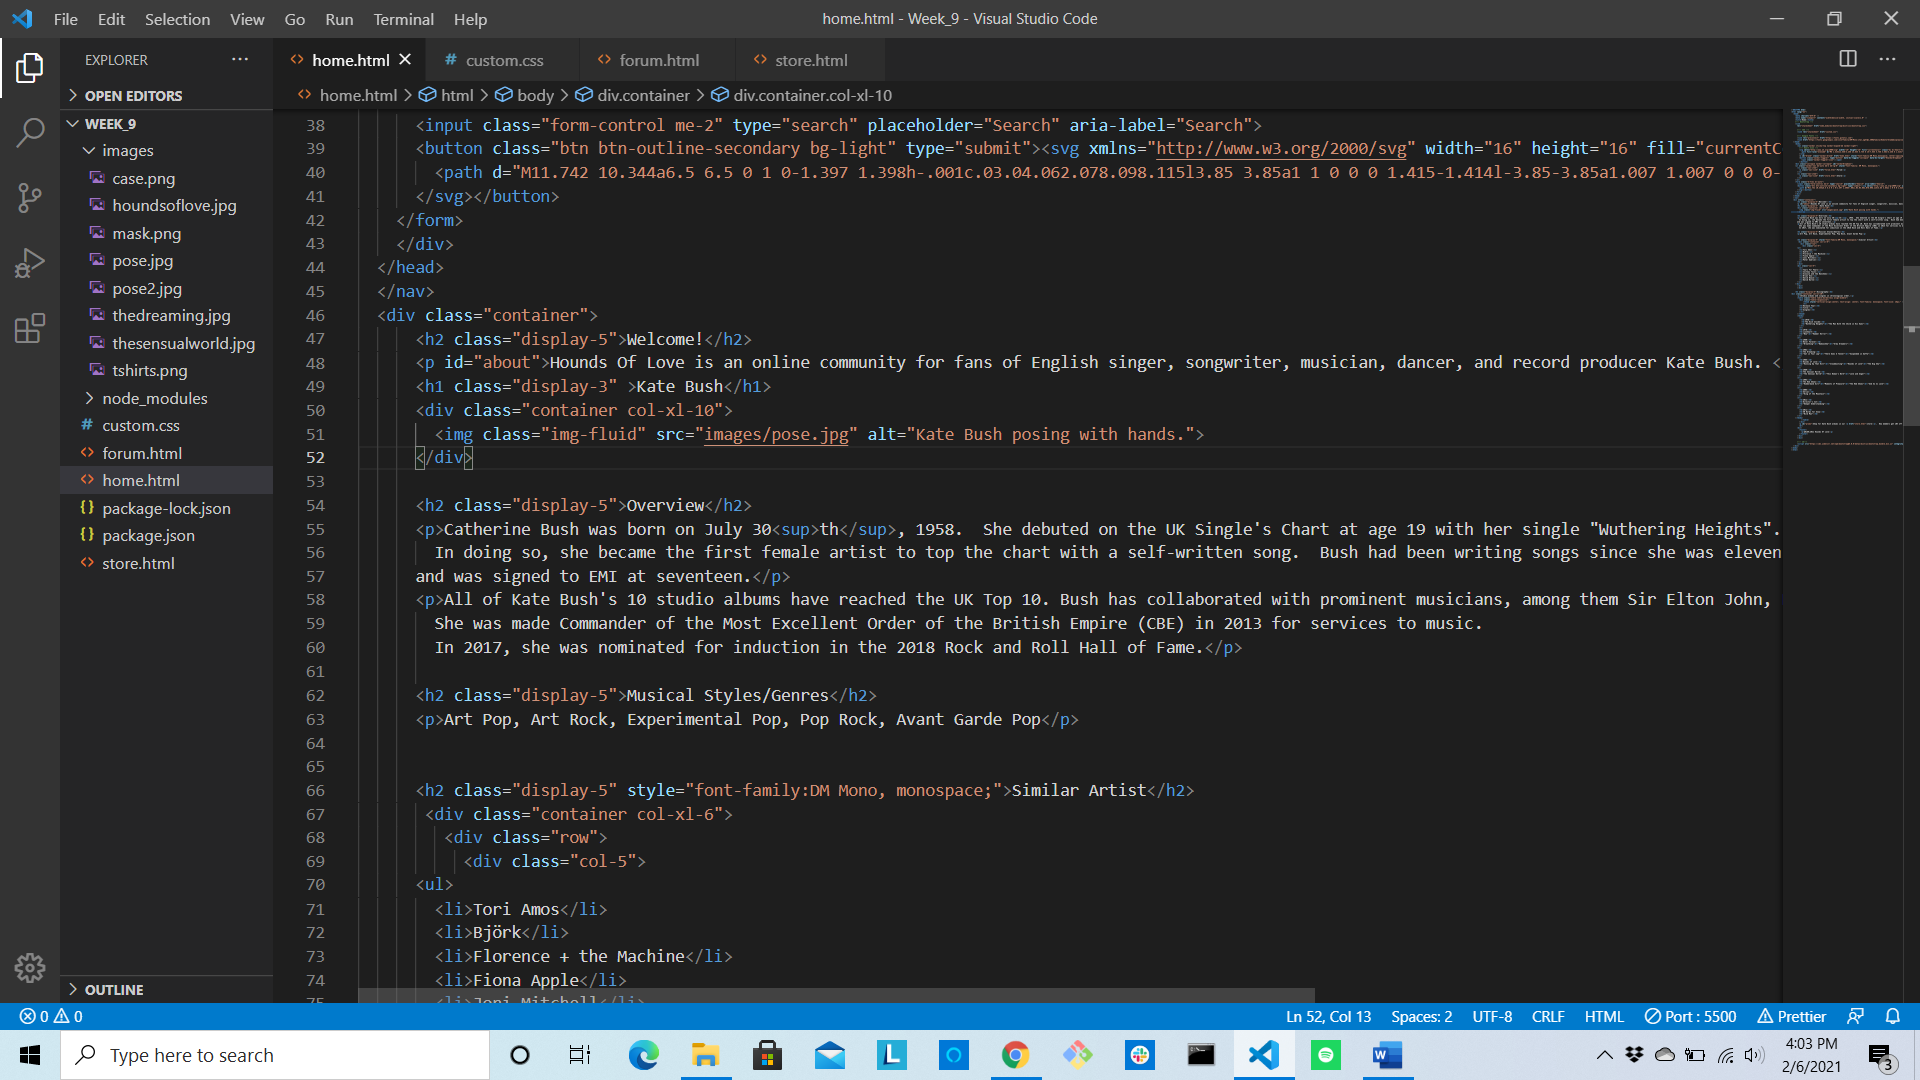 File Edit Selection View Go Run Terminal Help
home.html - Week_9 - Visual Studio Code
EXPLORER
home.html
custom.css
forum.html
store.html
OPEN EDITORS
home.html > html > body > div.container > div.container.col-xl-10
WEEK_9
images
case.png
houndsoflove.jpg
mask.png
pose.jpg
pose2.jpg
thedreaming.jpg
thesensualworld.jpg
tshirts.png
node_modules
custom.css
forum.html
home.html
package-lock.json
package.json
store.html
OUTLINE
38 <input class="form-control me-2" type="search" placeholder="Search" aria-label="Search">
39 <button class="btn btn-outline-secondary bg-light" type="submit"><svg xmlns="http://www.w3.org/2000/svg" width="16" height="16" fill="currentC
40 <path d="M11.742 10.344a6.5 6.5 0 1 0-1.397 1.398h-.001c.03.04.062.078.098.115l3.85 3.85a1 1 0 0 0 1.415-1.414l-3.85-3.85a1.007 1.007 0 0 0-
41 </svg></button>
42 </form>
43 </div>
44 </head>
45 </nav>
46 <div class="container">
47 <h2 class="display-5">Welcome!</h2>
48 <p id="about">Hounds Of Love is an online community for fans of English singer, songwriter, musician, dancer, and record producer Kate Bush. <
49 <h1 class="display-3" >Kate Bush</h1>
50 <div class="container col-xl-10">
51 <img class="img-fluid" src="images/pose.jpg" alt="Kate Bush posing with hands.">
52 </div>
53
54 <h2 class="display-5">Overview</h2>
55 <p>Catherine Bush was born on July 30<sup>th</sup>, 1958.  She debuted on the UK Single's Chart at age 19 with her single "Wuthering Heights".
56 In doing so, she became the first female artist to top the chart with a self-written song.  Bush had been writing songs since she was eleven
57 and was signed to EMI at seventeen.</p>
58 <p>All of Kate Bush's 10 studio albums have reached the UK Top 10. Bush has collaborated with prominent musicians, among them Sir Elton John,
59 She was made Commander of the Most Excellent Order of the British Empire (CBE) in 2013 for services to music.
60 In 2017, she was nominated for induction in the 2018 Rock and Roll Hall of Fame.</p>
61
62 <h2 class="display-5">Musical Styles/Genres</h2>
63 <p>Art Pop, Art Rock, Experimental Pop, Pop Rock, Avant Garde Pop</p>
64
65
66 <h2 class="display-5" style="font-family:DM Mono, monospace;">Similar Artist</h2>
67 <div class="container col-xl-6">
68 <div class="row">
69 <div class="col-5">
70 <ul>
71 <li>Tori Amos</li>
72 <li>Björk</li>
73 <li>Florence + the Machine</li>
74 <li>Fiona Apple</li>
75 <li>Joni Mitchell</li>
0 0
Ln 52, Col 13 Spaces: 2 UTF-8 CRLF HTML Port : 5500 Prettier
Type here to search
4:03 PM
2/6/2021
3